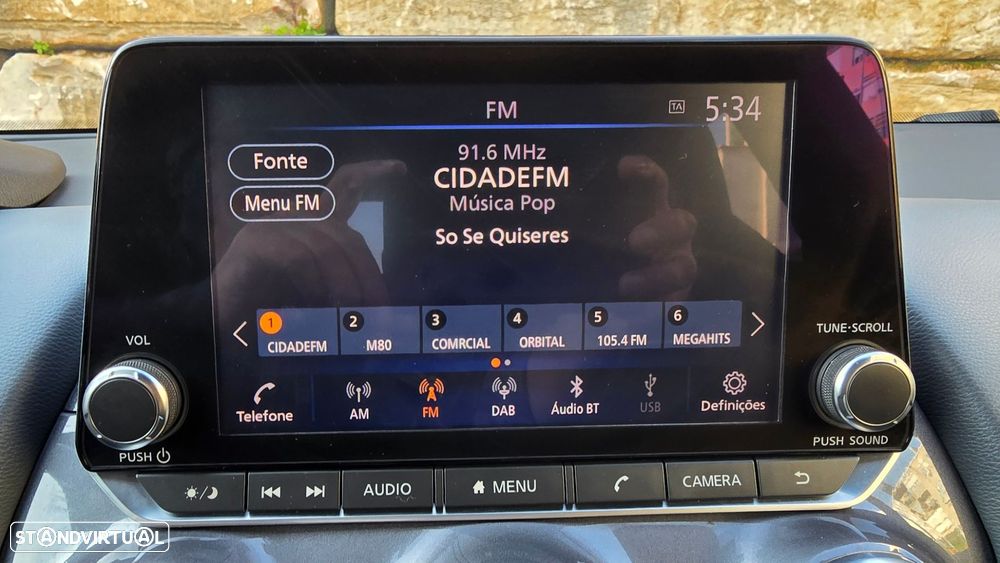 FM
TA
5:34
Fonte
Menu FM
91.6 MHz
CIDADEFM
Música Pop
So Se Quiseres
1 CIDADEFM
2 M80
3 COMRCIAL
4 ORBITAL
5 105.4 FM
6 MEGAHITS
Telefone
AM
FM
DAB
Áudio BT
USB
Definições
VOL
PUSH
TUNE·SCROLL
PUSH SOUND
AUDIO
MENU
CAMERA
STANDVIRTUAL